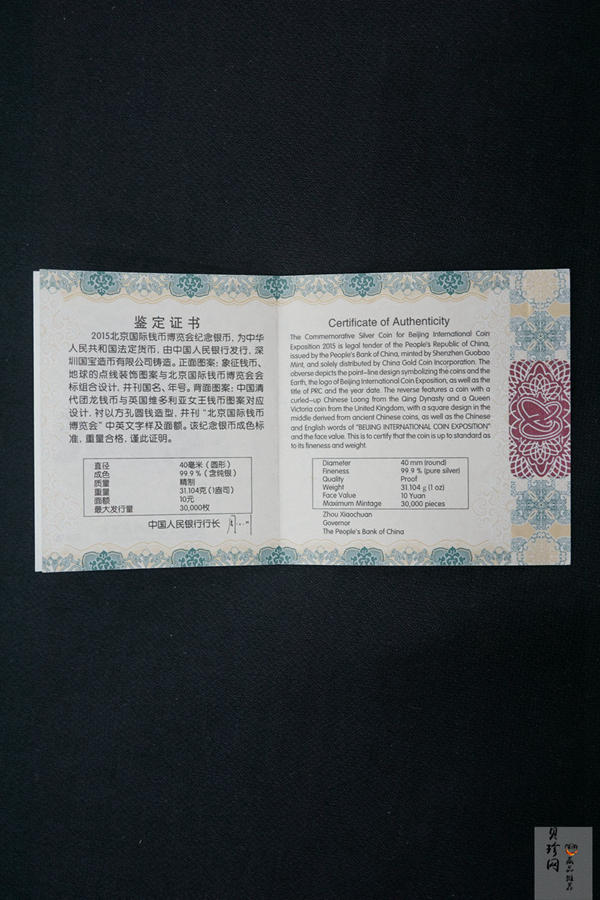 鉴定证书
2015北京国际钱币博览会纪念银币，为中华
人民共和国法定货币，由中国人民银行发行，深
圳国宝造币有限公司铸造。正面图案：象征钱币、
地球的点线装饰图案与北京国际钱币博览会会
标组合设计，并刊国名、年号。背面图案：中国清
代团龙钱币与英国维多利亚女王钱币图案对应
设计，衬以方孔圆钱造型，并刊“北京国际钱币
博览会”中英文字样及面额。该纪念银币成色标
准，重量合格，谨此证明。
直径 40毫米（圆形）
成色 99.9％（含纯银）
质量 精制
重量 31.104克（1盎司）
面额 10元
最大发行量 30,000枚
中国人民银行行长
Certificate of Authenticity
The Commemorative Silver Coin for Beijing International Coin
Exposition 2015 is legal tender of the People's Republic of China,
issued by the People's Bank of China, minted by Shenzhen Guobao
Mint, and solely distributed by China Gold Coin Incorporation. The
obverse depicts the point-line design symbolizing the coins and the
Earth, the logo of Beijing International Coin Exposition, as well as the
title of PRC and the year date. The reverse features a coin with a
curled-up Chinese Loong from the Qing Dynasty and a Queen
Victoria coin from the United Kingdom, with a square design in the
middle derived from ancient Chinese coins, as well as the Chinese
and English words of "BEIJING INTERNATIONAL COIN EXPOSITION"
and the face value. This is to certify that the coin is up to standard as
to its fineness and weight.
Diameter 40 mm (round)
Fineness 99.9 % (pure silver)
Quality Proof
Weight 31.104 g (1 oz)
Face Value 10 Yuan
Maximum Mintage 30,000 pieces
Zhou Xiaochuan
Governor
The People's Bank of China
贝珍网